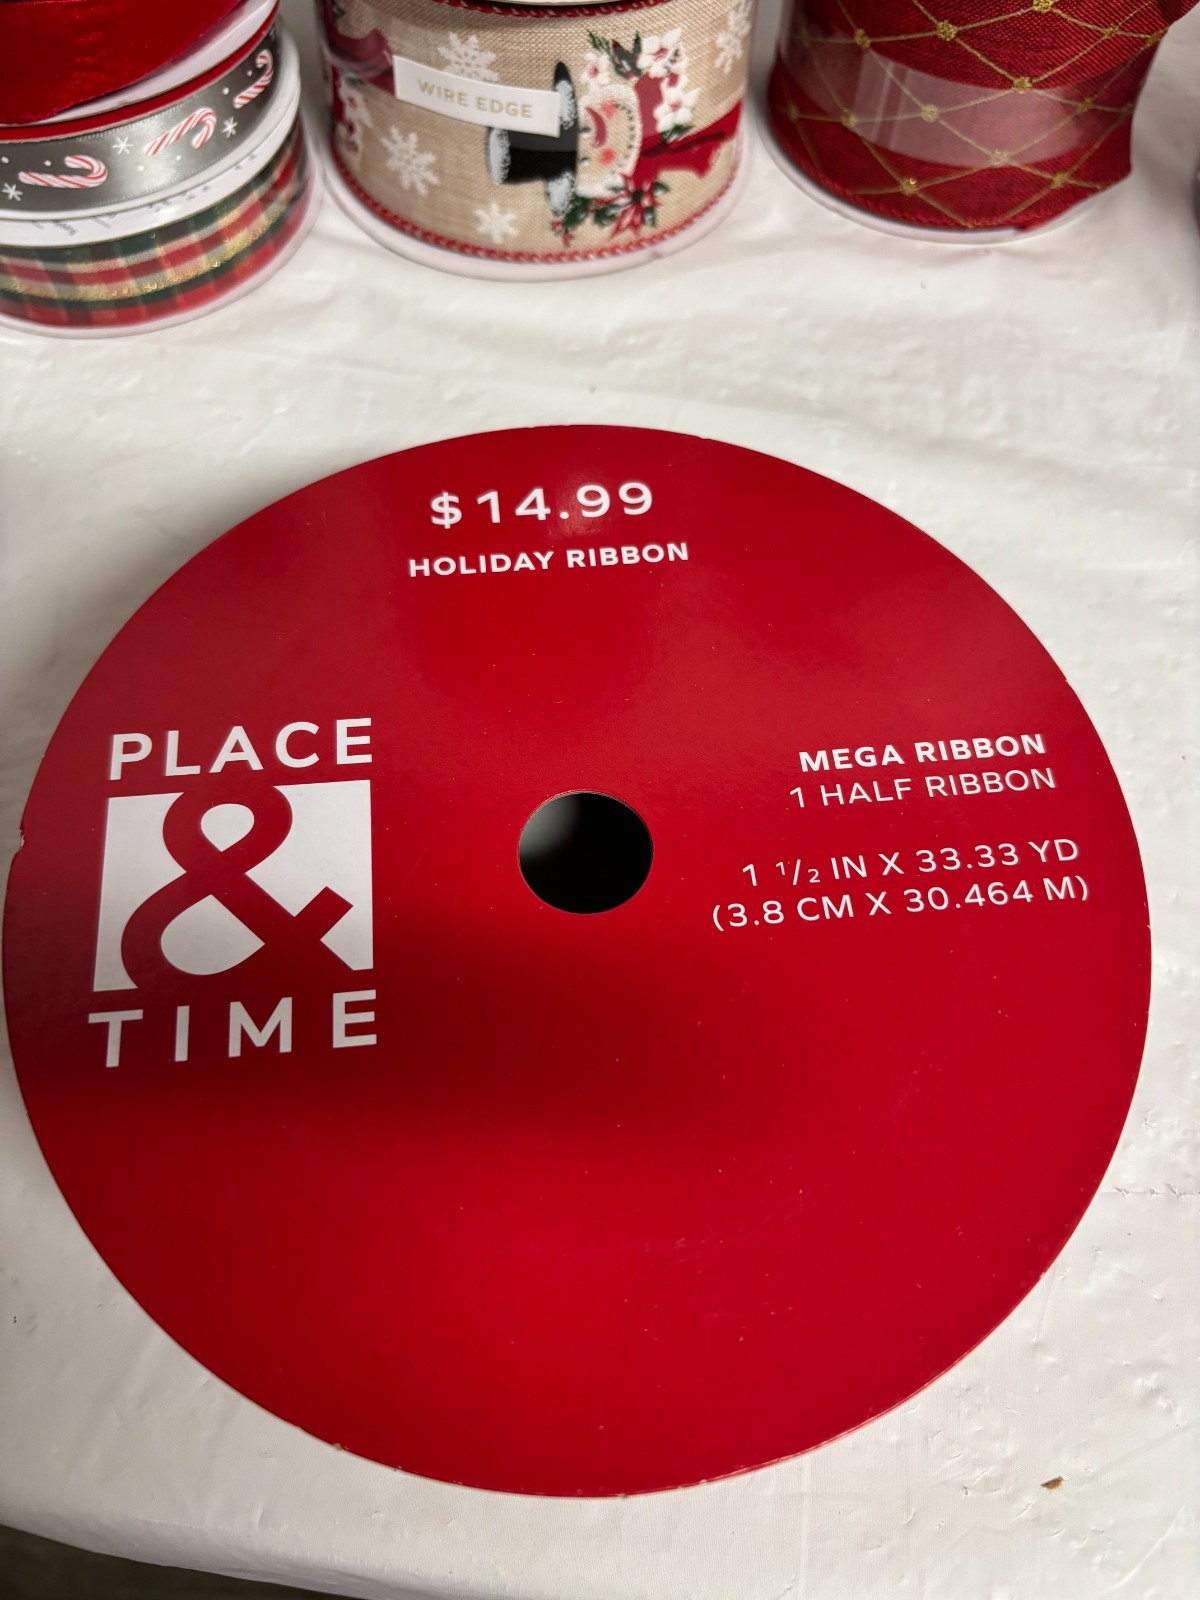 WIRE EDGE
$14.99
HOLIDAY RIBBON
PLACE
&
TIME
MEGA RIBBON
1 HALF RIBBON
1 1/2 IN X 33.33 YD
(3.8 CM X 30.464 M)